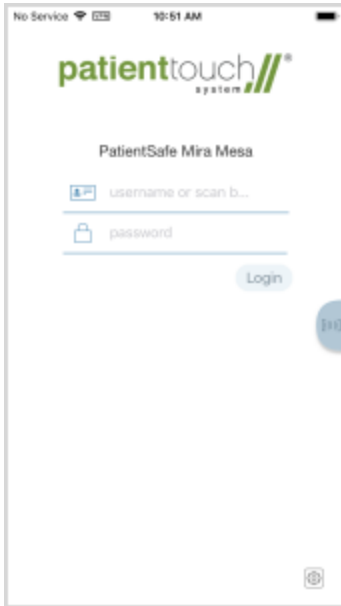 No Service 10:51 AM
patienttouch®
system
PatientSafe Mira Mesa
username or scan b...
password
Login